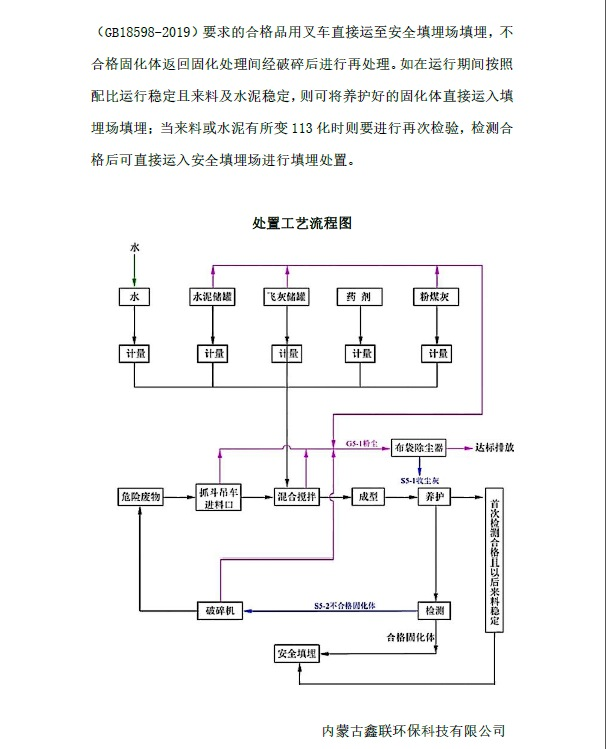 （GB18598-2019）要求的合格品用叉车直接运至安全填埋场填埋，不
合格固化体返回固化处理间经破碎后进行再处理。如在运行期间按照
配比运行稳定且来料及水泥稳定，则可将养护好的固化体直接运入填
埋场填埋；当来料或水泥有所变 113 化时则要进行再次检验，检测合
格后可直接运入安全填埋场进行填埋处置。
处置工艺流程图
水
水
水泥储罐
飞灰储罐
药 剂
粉煤灰
计量
计量
计量
计量
计量
G5-1粉尘
布袋除尘器
达标排放
S5-1收尘灰
危险废物
抓斗吊车
进料口
混合搅拌
成型
养护
首次检测合格且以后来料稳定
破碎机
S5-2不合格固化体
检测
合格固化体
安全填埋
内蒙古鑫联环保科技有限公司